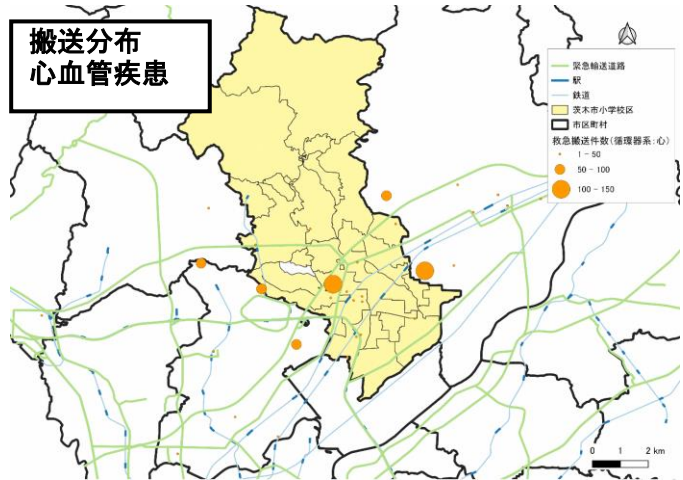 搬送分布
心血管疾患
緊急輸送道路
駅
鉄道
茨木市小学校区
市区町村
救急搬送件数(循環器系:心)
1 - 50
50 - 100
100 - 150
0 1 2 km